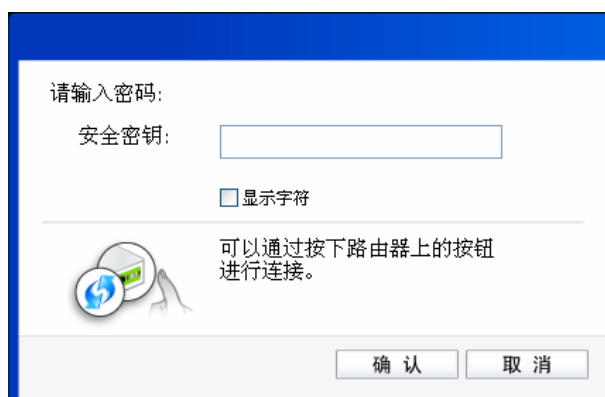 请输入密码:
安全密钥:
显示字符
可以通过按下路由器上的按钮
进行连接。
确 认
取 消